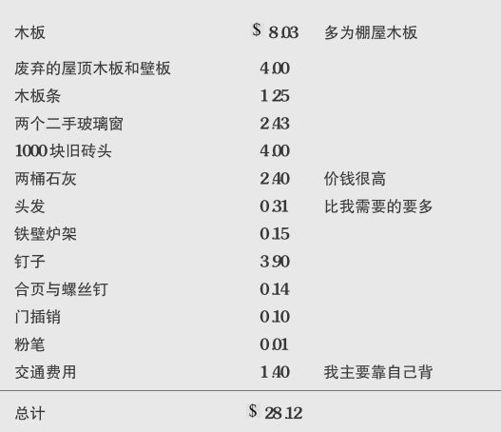 木板 $ 8.03 多为棚屋木板
废弃的屋顶木板和壁板 4.00
木板条 1.25
两个二手玻璃窗 2.43
1000块旧砖头 4.00
两桶石灰 2.40 价钱很高
头发 0.31 比我需要的要多
铁壁炉架 0.15
钉子 3.90
合页与螺丝钉 0.14
门插销 0.10
粉笔 0.01
交通费用 1.40 我主要靠自己背
总计 $ 28.12